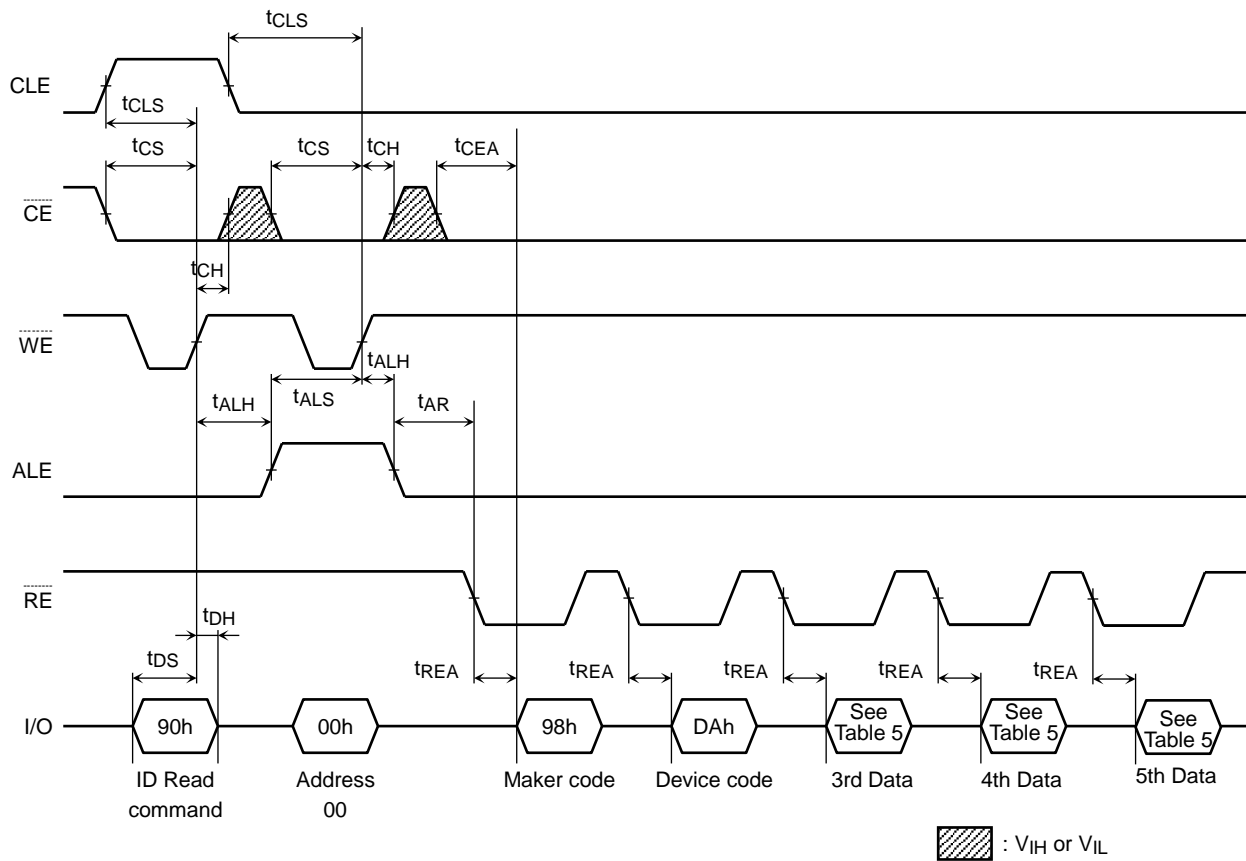 tCLS
CLE
tCLS
tCS
tCS
tCH
tCEA
CE
tCH
WE
tALH
tALH
tALS
tAR
ALE
RE
tDH
tDS
tREA
tREA
tREA
tREA
tREA
I/O
90h
00h
98h
DAh
See
Table 5
See
Table 5
See
Table 5
ID Read
command
Address
00
Maker code
Device code
3rd Data
4th Data
5th Data
: VIH or VIL